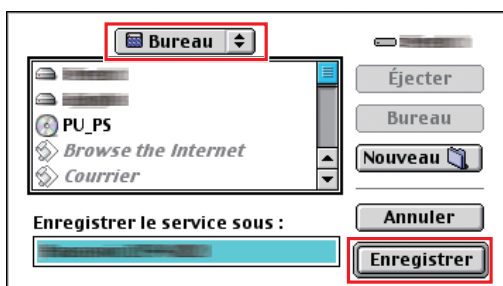 Bureau
Éjecter
PU_PS
Bureau
Browse the Internet
Courrier
Nouveau
Enregistrer le service sous :
Annuler
Enregistrer